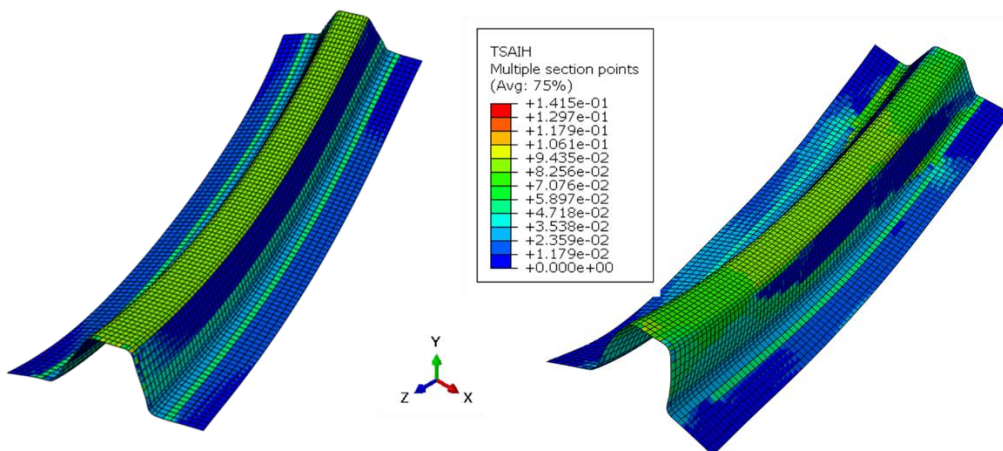 TSAIH
Multiple section points
(Avg: 75%)
+1.415e-01
+1.297e-01
+1.179e-01
+1.061e-01
+9.435e-02
+8.256e-02
+7.076e-02
+5.897e-02
+4.718e-02
+3.538e-02
+2.359e-02
+1.179e-02
+0.000e+00
Y
Z X